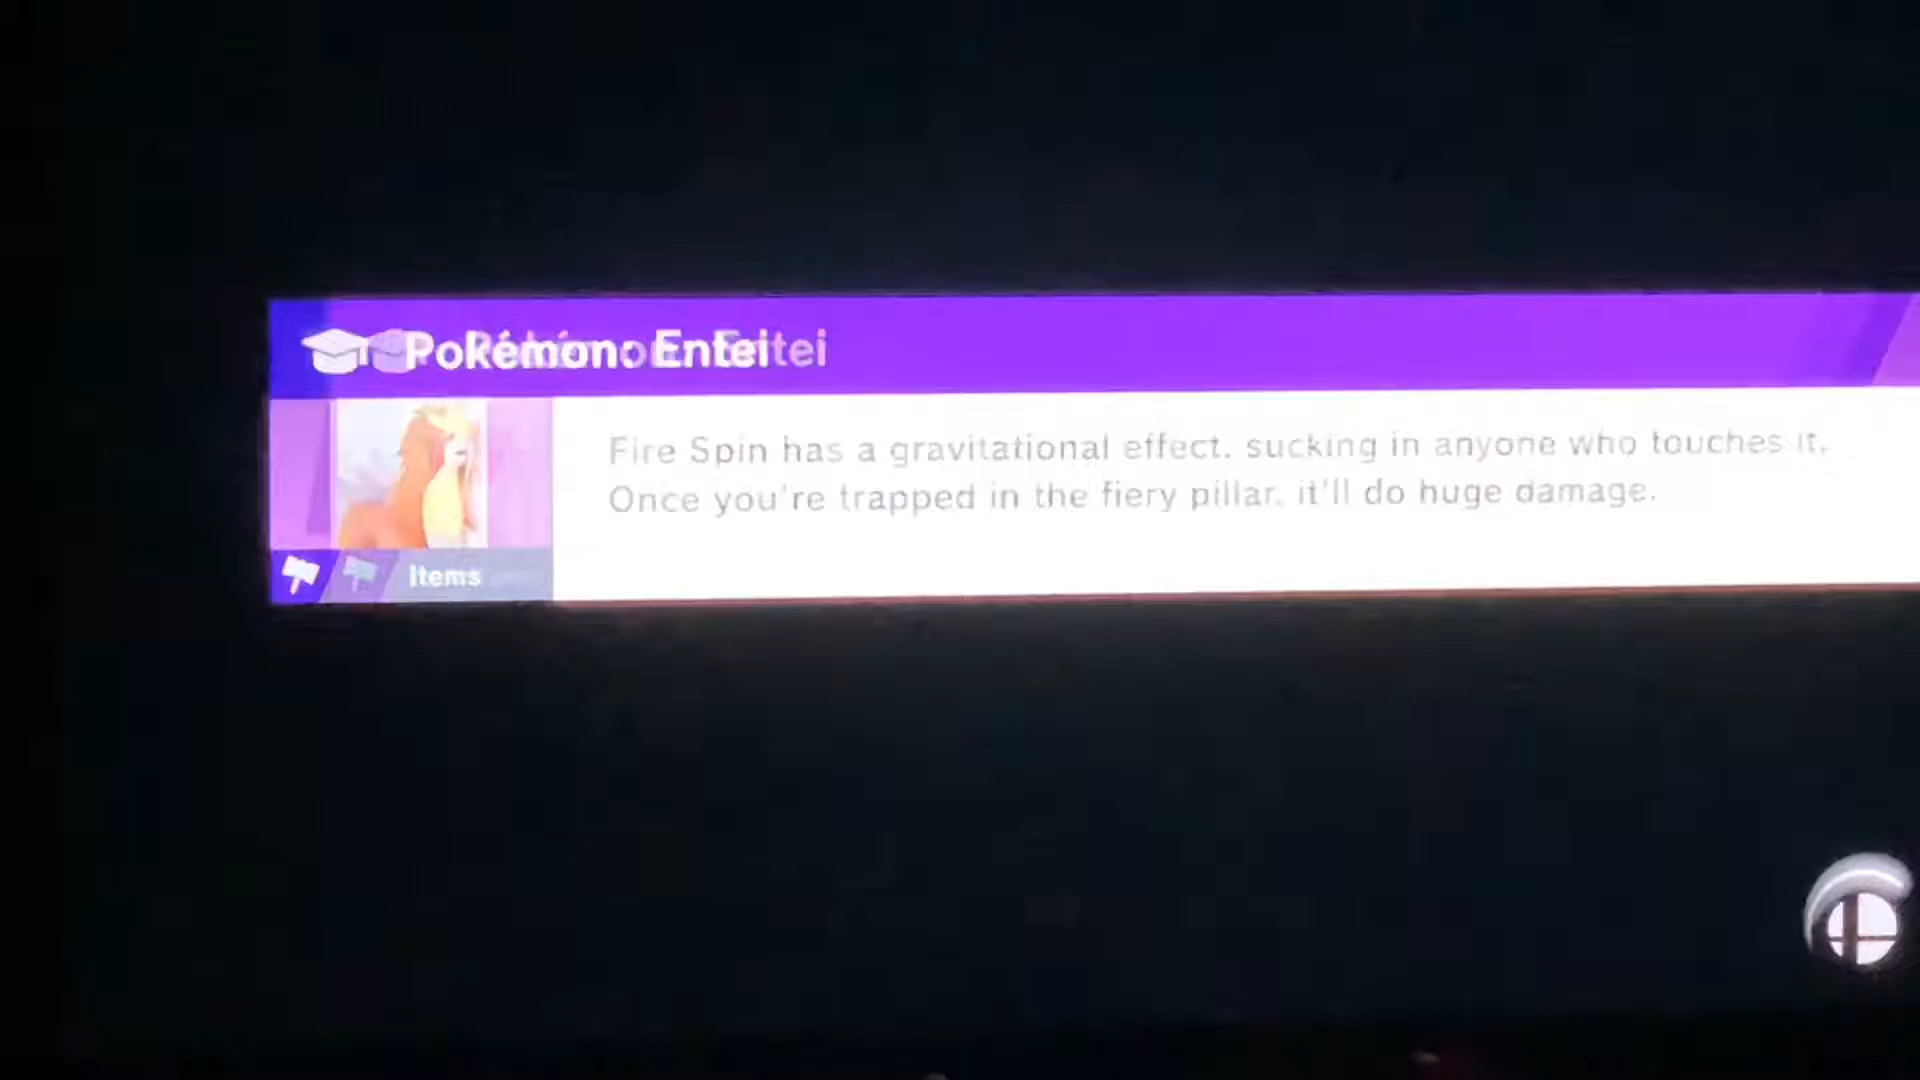 Pokémon: Entei
Fire Spin has a gravitational effect, sucking in anyone who touches it.
Once you're trapped in the fiery pillar, it'll do huge damage.
Items